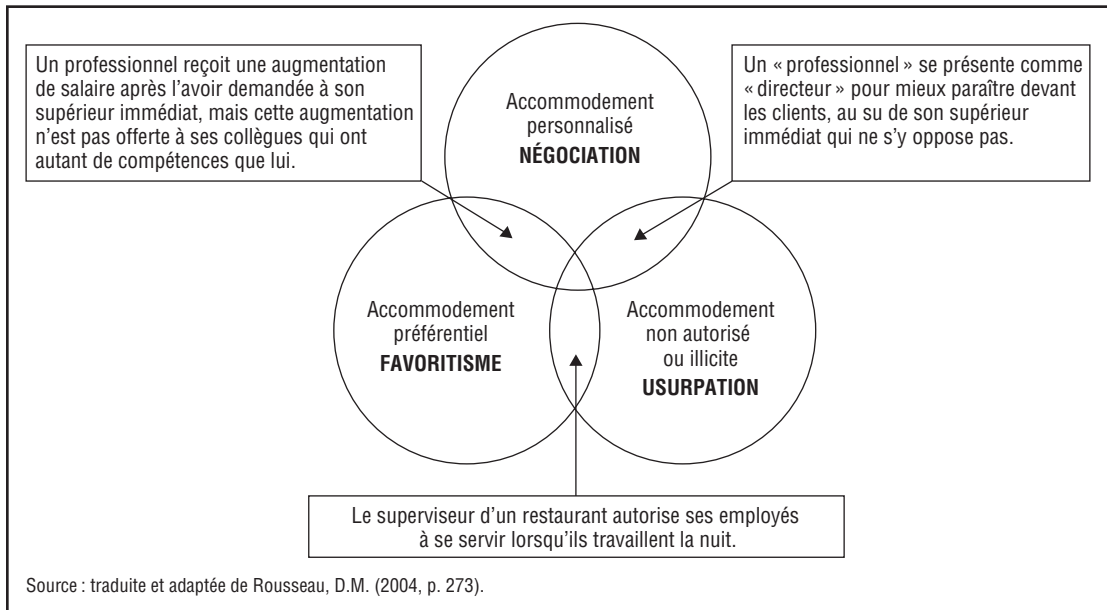 Un professionnel reçoit une augmentation
de salaire après l'avoir demandée à son
supérieur immédiat, mais cette augmentation
n'est pas offerte à ses collègues qui ont
autant de compétences que lui.
Accommodement
personnalisé
NÉGOCIATION
Un « professionnel » se présente comme
« directeur » pour mieux paraître devant
les clients, au su de son supérieur
immédiat qui ne s'y oppose pas.
Accommodement
préférentiel
FAVORITISME
Accommodement
non autorisé
ou illicite
USURPATION
Le superviseur d'un restaurant autorise ses employés
à se servir lorsqu'ils travaillent la nuit.
Source : traduite et adaptée de Rousseau, D.M. (2004, p. 273).